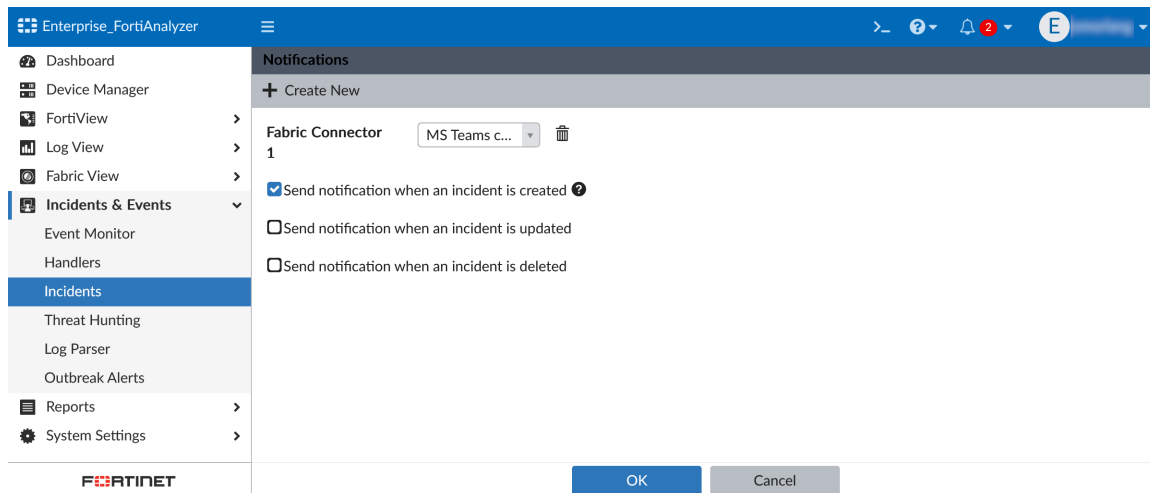 Enterprise_FortiAnalyzer
2
E
Dashboard
Device Manager
FortiView
Log View
Fabric View
Incidents & Events
Event Monitor
Handlers
Incidents
Threat Hunting
Log Parser
Outbreak Alerts
Reports
System Settings
FORTINET
Notifications
Create New
Fabric Connector
1
MS Teams c...
Send notification when an incident is created
Send notification when an incident is updated
Send notification when an incident is deleted
OK
Cancel